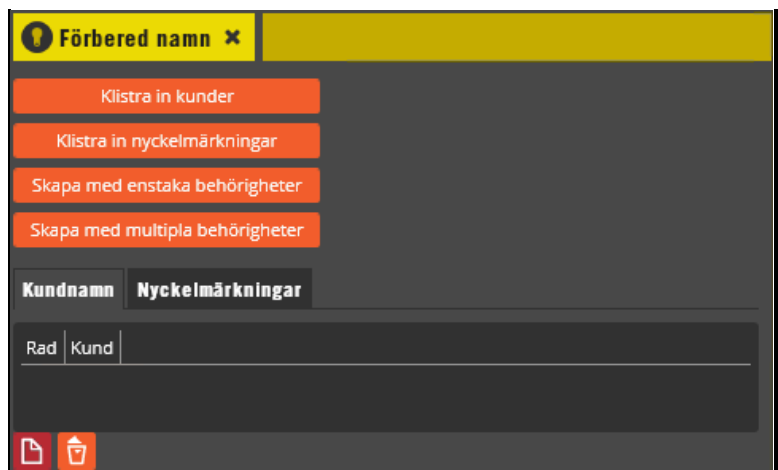 Förbered namn
Klistra in kunder
Klistra in nyckelmärkningar
Skapa med enstaka behörigheter
Skapa med multipla behörigheter
Kundnamn Nyckelmärkningar
Rad Kund